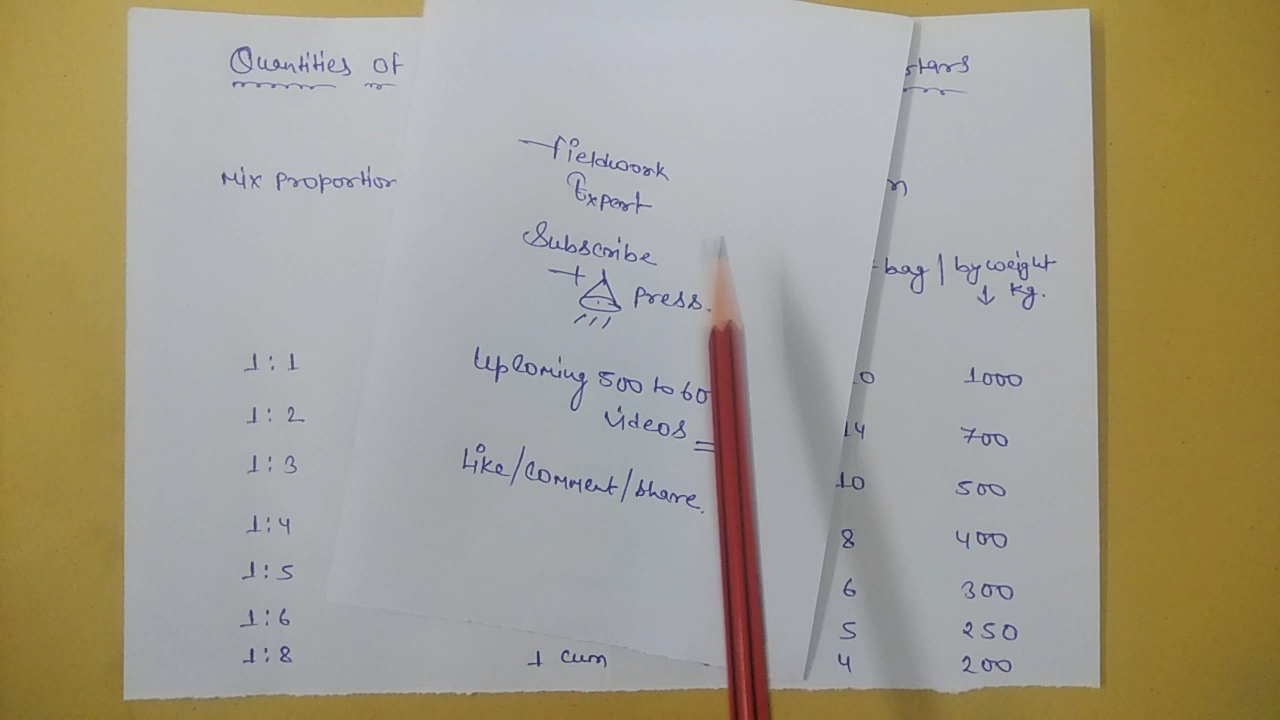 Quantities of
Mix Proportion
- bag | by weight
↓ kg.
1:1 1000
1:2 14 700
1:3 10 500
1:4 8 400
1:5 6 300
1:6 5 250
1:8 1 cum 4 200
Fieldwork
Expert
Subscribe
Press.
Upcoming 500 to 60
Videos
Like/Comment/Share.